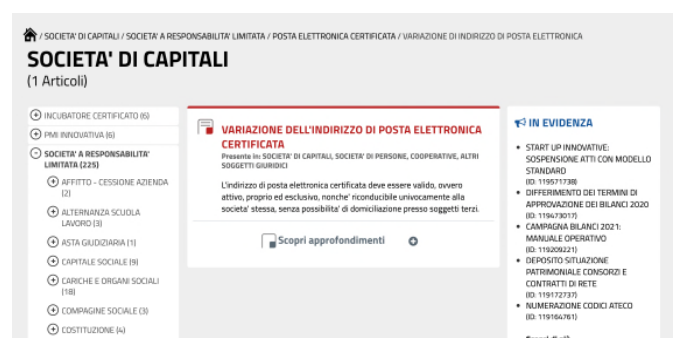 / SOCIETA' DI CAPITALI / SOCIETA' A RESPONSABILITA' LIMITATA / POSTA ELETTRONICA CERTIFICATA / VARIAZIONE DI INDIRIZZO DI POSTA ELETTRONICA
SOCIETA' DI CAPITALI
(1 Articoli)
INCUBATORE CERTIFICATO (6)
PMI INNOVATIVA (6)
SOCIETA' A RESPONSABILITA'
LIMITATA (225)
AFFITTO - CESSIONE AZIENDA
(2)
ALTERNANZA SCUOLA
LAVORO (3)
ASTA GIUDIZIARIA (1)
CAPITALE SOCIALE (9)
CARICHE E ORGANI SOCIALI
(18)
COMPAGINE SOCIALE (3)
COSTITUZIONE (4)
VARIAZIONE DELL'INDIRIZZO DI POSTA ELETTRONICA
CERTIFICATA
Presente in: SOCIETA' DI CAPITALI, SOCIETA' DI PERSONE, COOPERATIVE, ALTRI
SOGGETTI GIURIDICI
L'indirizzo di posta elettronica certificata deve essere valido, ovvero
attivo, proprio ed esclusivo, nonche' riconducibile univocamente alla
societa' stessa, senza possibilita' di domiciliazione presso soggetti terzi.
Scopri approfondimenti
IN EVIDENZA
START UP INNOVATIVE:
SOSPENSIONE ATTI CON MODELLO
STANDARD
(ID: 119571738)
DIFFERIMENTO DEI TERMINI DI
APPROVAZIONE DEI BILANCI 2020
(ID: 119473017)
CAMPAGNA BILANCI 2021:
MANUALE OPERATIVO
(ID: 119209221)
DEPOSITO SITUAZIONE
PATRIMONIALE CONSORZI E
CONTRATTI DI RETE
(ID: 119172737)
NUMERAZIONE CODICI ATECO
(ID: 119164761)